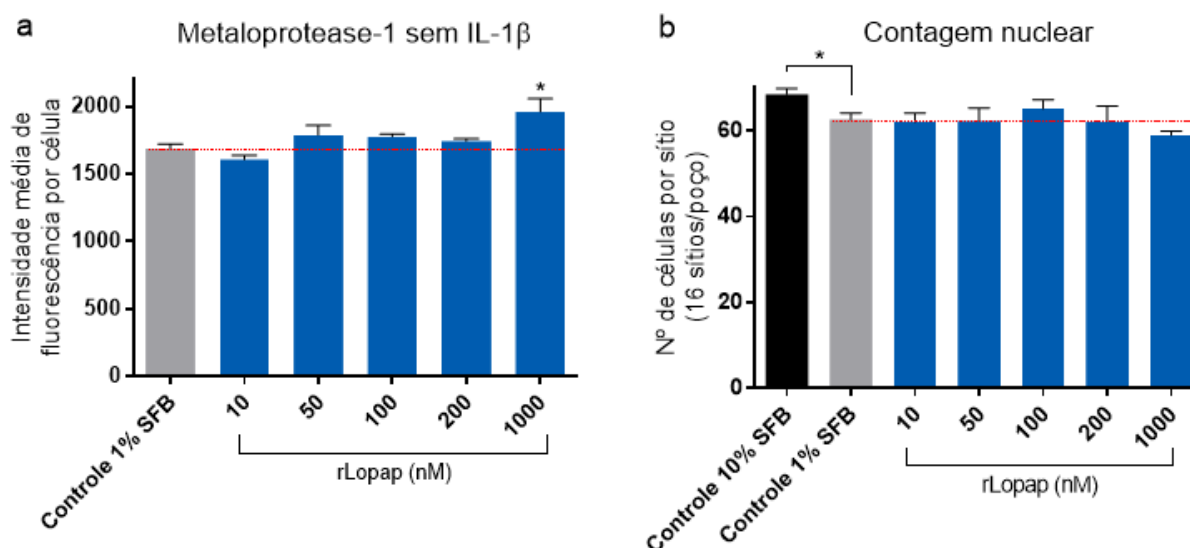 a
Metaloprotease-1 sem IL-1β
Intensidade média de
fluorescência por célula
2000
1500
1000
500
0
*
Controle 1% SFB
10
50
100
200
1000
rLopap (nM)
b
Contagem nuclear
Nº de células por sítio
(16 sítios/poço)
60
40
20
0
*
Controle 10% SFB
Controle 1% SFB
10
50
100
200
1000
rLopap (nM)